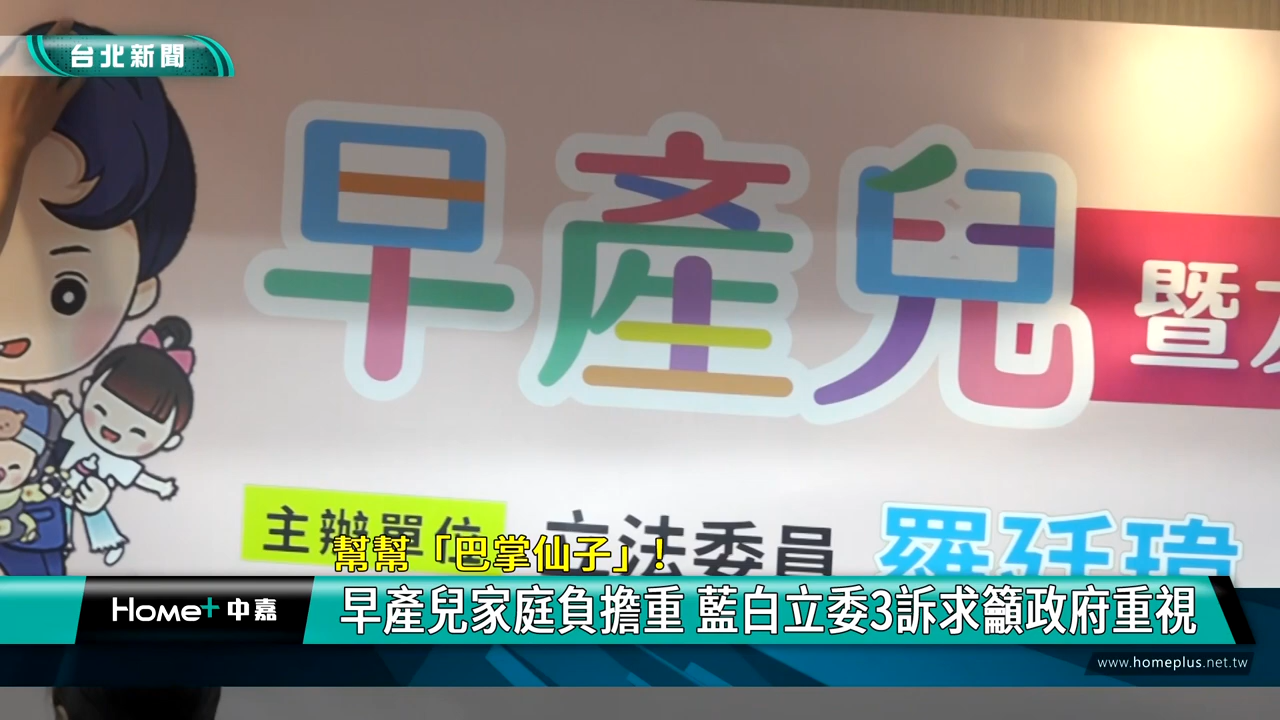 台北新聞
早產兒
暨
主辦單位 立法委員 羅廷瑋
幫幫「巴掌仙子」!
Home+ 中嘉
早產兒家庭負擔重 藍白立委3訴求籲政府重視
www.homeplus.net.tw